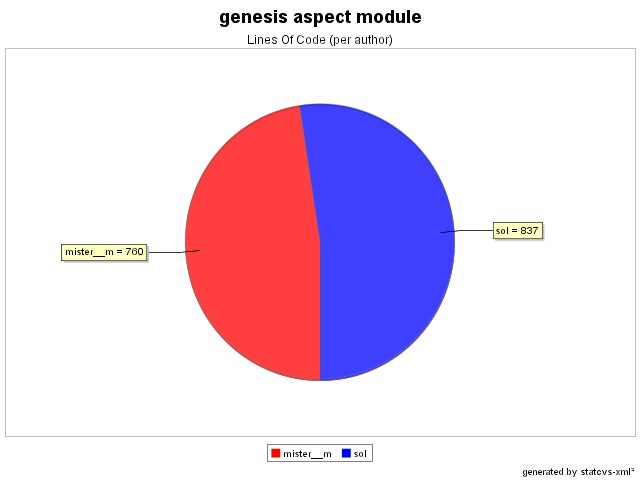 genesis aspect module
Lines Of Code (per author)
sol = 837
mister__m = 760
mister__m sol
generated by statcvs-xml²